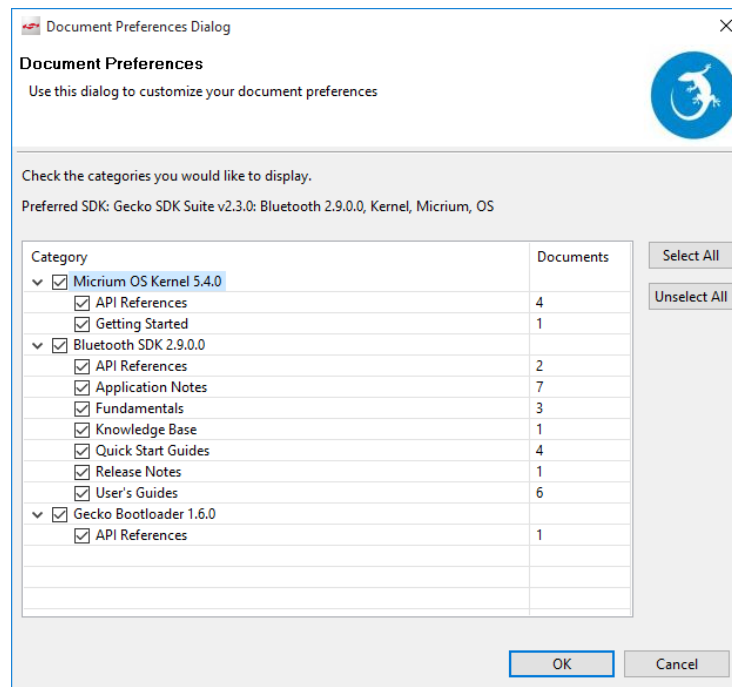 Document Preferences Dialog
Document Preferences
Use this dialog to customize your document preferences
Check the categories you would like to display.
Preferred SDK: Gecko SDK Suite v2.3.0: Bluetooth 2.9.0.0, Kernel, Micrium, OS
Category Documents
Micrium OS Kernel 5.4.0
API References 4
Getting Started 1
Bluetooth SDK 2.9.0.0
API References 2
Application Notes 7
Fundamentals 3
Knowledge Base 1
Quick Start Guides 4
Release Notes 1
User's Guides 6
Gecko Bootloader 1.6.0
API References 1
Select All
Unselect All
OK Cancel